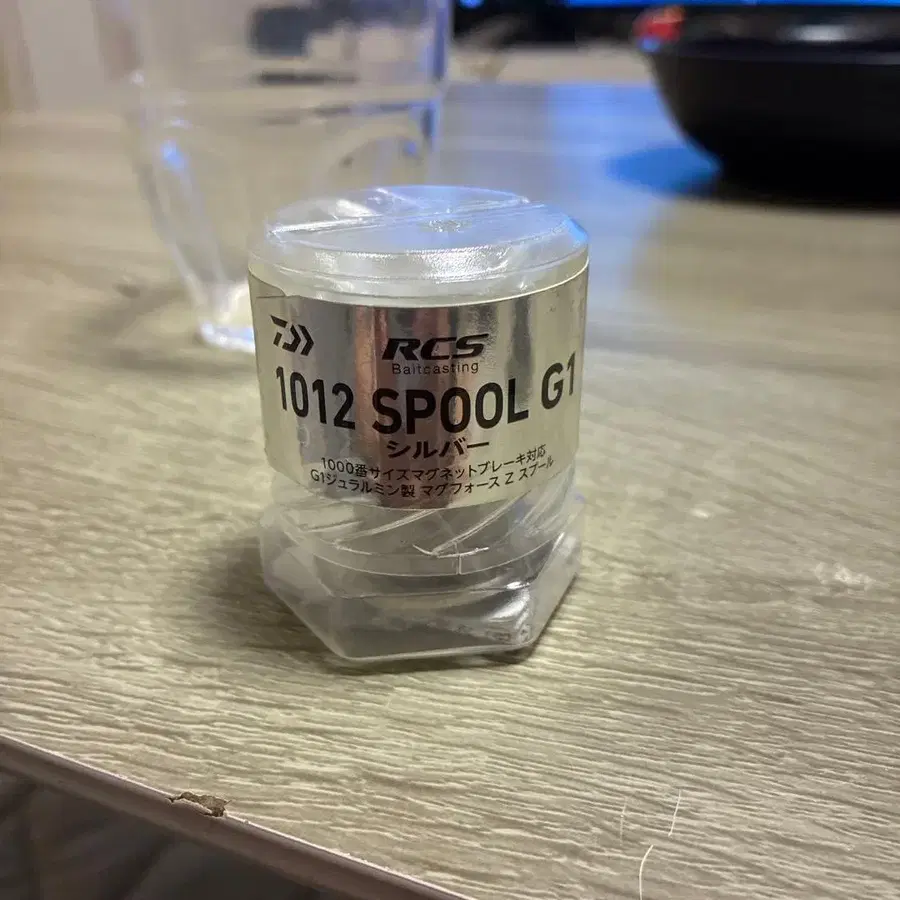 RCS
Baitcasting
1012 SPOOL G1
シルバー
1000番サイズマグネットブレーキ対応
G1ジュラルミン製 マグフォース Z スプール